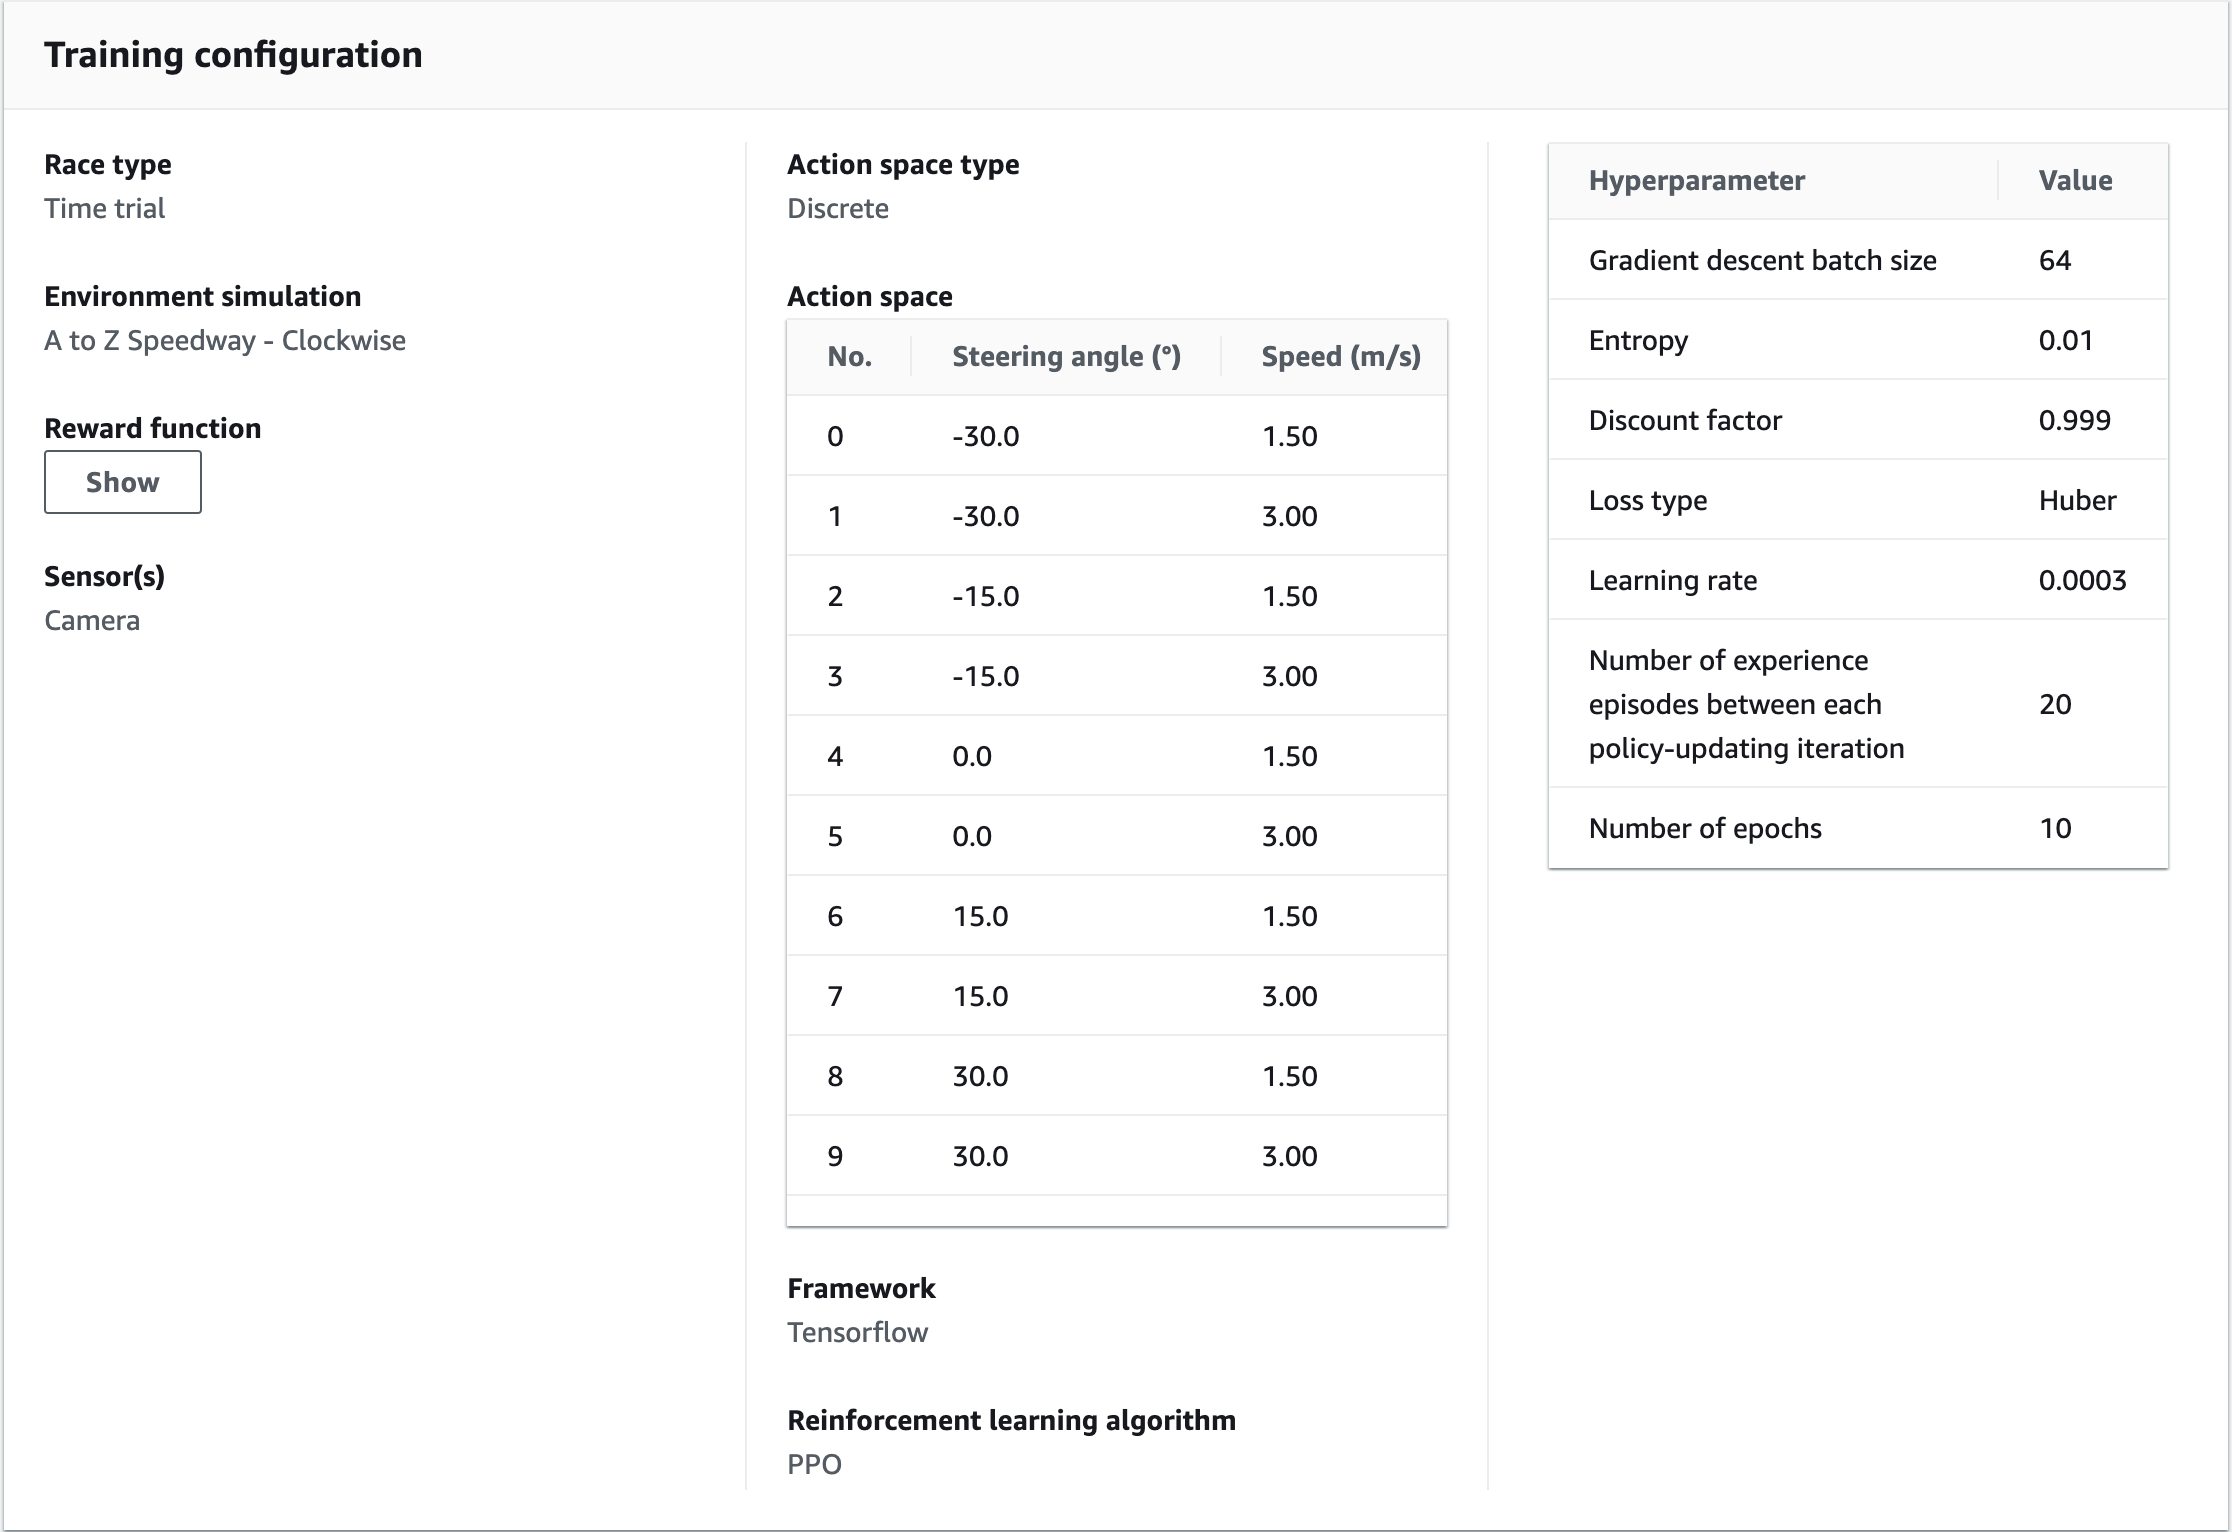 Training configuration
Race type
Time trial
Environment simulation
A to Z Speedway - Clockwise
Reward function
Show
Sensor(s)
Camera
Action space type
Discrete
Action space
No. Steering angle (°) Speed (m/s)
0 -30.0 1.50
1 -30.0 3.00
2 -15.0 1.50
3 -15.0 3.00
4 0.0 1.50
5 0.0 3.00
6 15.0 1.50
7 15.0 3.00
8 30.0 1.50
9 30.0 3.00
Framework
Tensorflow
Reinforcement learning algorithm
PPO
Hyperparameter Value
Gradient descent batch size 64
Entropy 0.01
Discount factor 0.999
Loss type Huber
Learning rate 0.0003
Number of experience
episodes between each 20
policy-updating iteration
Number of epochs 10